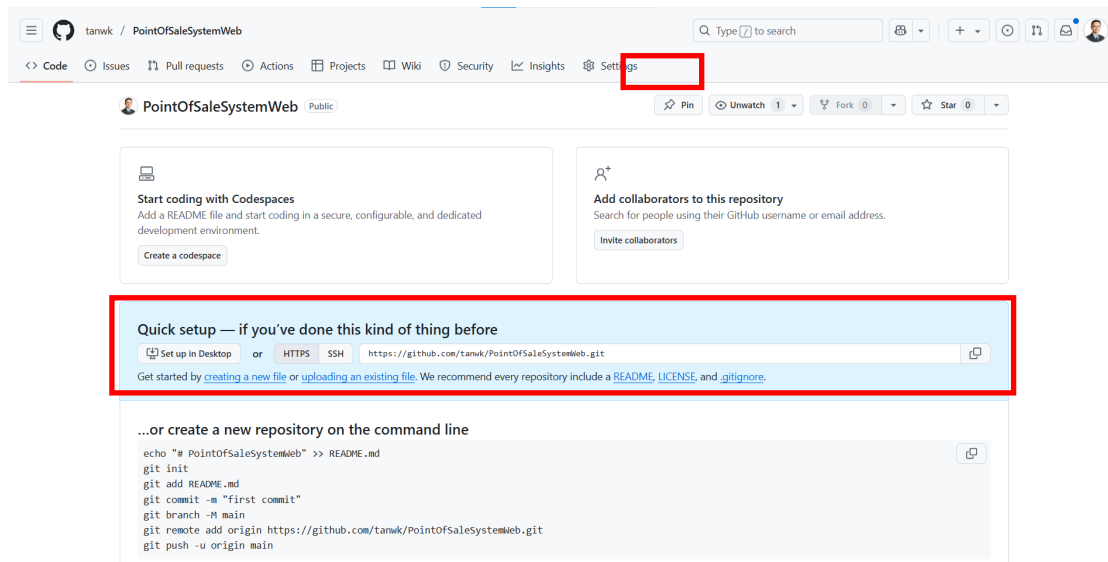 tanwk / PointOfSaleSystemWeb
Type / to search
Code Issues Pull requests Actions Projects Wiki Security Insights Settings
PointOfSaleSystemWeb Public
Pin Unwatch 1 Fork 0 Star 0
Start coding with Codespaces
Add a README file and start coding in a secure, configurable, and dedicated
development environment.
Create a codespace
Add collaborators to this repository
Search for people using their GitHub username or email address.
Invite collaborators
Quick setup — if you've done this kind of thing before
Set up in Desktop or HTTPS SSH https://github.com/tanwk/PointOfSaleSystemWeb.git
Get started by creating a new file or uploading an existing file. We recommend every repository include a README, LICENSE, and .gitignore.
...or create a new repository on the command line
echo "# PointOfSaleSystemWeb" >> README.md
git init
git add README.md
git commit -m "first commit"
git branch -M main
git remote add origin https://github.com/tanwk/PointOfSaleSystemWeb.git
git push -u origin main